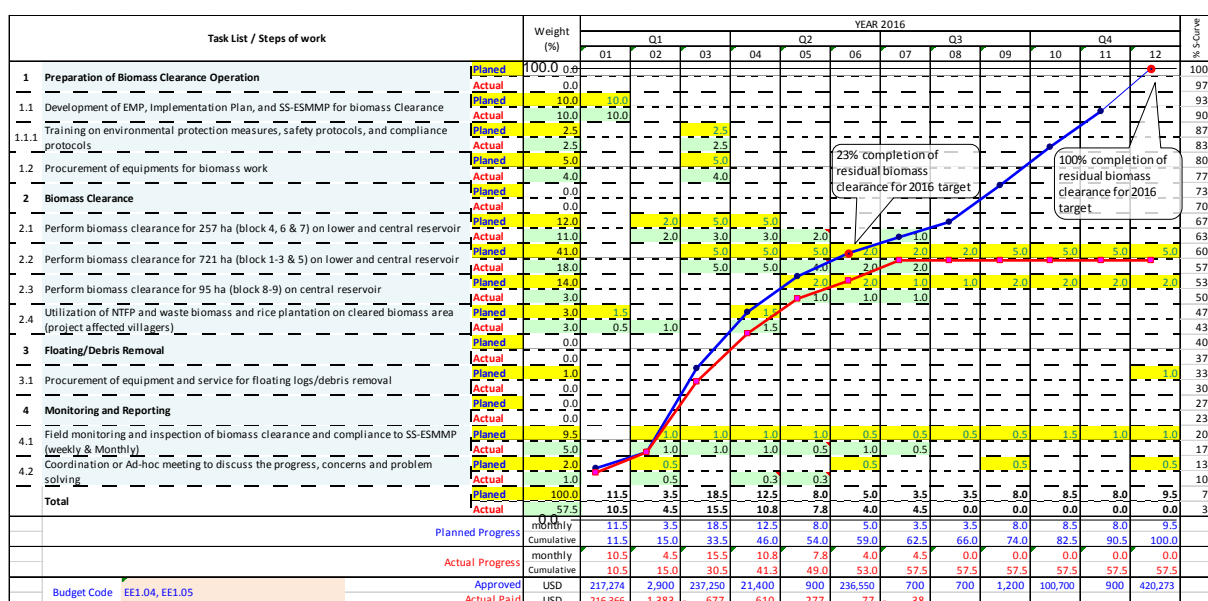 Task List / Steps of work Weight (%) YEAR 2016 % S-Curve
Q1 Q2 Q3 Q4
01 02 03 04 05 06 07 08 09 10 11 12
1 Preparation of Biomass Clearance Operation Planed 100.0 0.0 100
Actual 0.0 97
1.1 Development of EMP, Implementation Plan, and SS-ESMMP for biomass Clearance Planed 10.0 10.0 93
Actual 10.0 10.0 90
1.1.1 Training on environmental protection measures, safety protocols, and compliance protocols Planed 2.5 2.5 87
Actual 2.5 2.5 83
1.2 Procurement of equipments for biomass work Planed 5.0 5.0 80
Actual 4.0 4.0 77
2 Biomass Clearance Planed 0.0 73
Actual 0.0 70
2.1 Perform biomass clearance for 257 ha (block 4, 6 & 7) on lower and central reservoir Planed 12.0 2.0 5.0 5.0 67
Actual 11.0 2.0 3.0 3.0 2.0 1.0 63
2.2 Perform biomass clearance for 721 ha (block 1-3 & 5) on lower and central reservoir Planed 41.0 5.0 5.0 5.0 2.0 2.0 2.0 5.0 5.0 5.0 5.0 60
Actual 18.0 5.0 5.0 4.0 2.0 2.0 57
2.3 Perform biomass clearance for 95 ha (block 8-9) on central reservoir Planed 14.0 2.0 2.0 1.0 1.0 2.0 2.0 2.0 2.0 53
Actual 3.0 1.0 1.0 1.0 50
2.4 Utilization of NTFP and waste biomass and rice plantation on cleared biomass area (project affected villagers) Planed 3.0 1.5 1.5 47
Actual 3.0 0.5 1.0 1.5 43
3 Floating/Debris Removal Planed 0.0 40
Actual 0.0 37
3.1 Procurement of equipment and service for floating logs/debris removal Planed 1.0 1.0 33
Actual 0.0 30
4 Monitoring and Reporting Planed 0.0 27
Actual 0.0 23
4.1 Field monitoring and inspection of biomass clearance and compliance to SS-ESMMP (weekly & Monthly) Planed 9.5 1.0 1.0 1.0 1.0 0.5 0.5 0.5 0.5 1.5 1.0 1.0 20
Actual 5.0 1.0 1.0 1.0 0.5 1.0 0.5 17
4.2 Coordination or Ad-hoc meeting to discuss the progress, concerns and problem solving Planed 2.0 0.5 0.5 0.5 0.5 13
Actual 1.0 0.5 0.3 0.3 10
Total Planed 100.0 11.5 3.5 18.5 12.5 8.0 5.0 3.5 3.5 8.0 8.5 8.0 9.5 7
Actual 57.5 10.5 4.5 15.5 10.8 7.8 4.0 4.5 0.0 0.0 0.0 0.0 0.0 3
0.0
Planned Progress monthly 11.5 3.5 18.5 12.5 8.0 5.0 3.5 3.5 8.0 8.5 8.0 9.5
Cumulative 11.5 15.0 33.5 46.0 54.0 59.0 62.5 66.0 74.0 82.5 90.5 100.0
Actual Progress monthly 10.5 4.5 15.5 10.8 7.8 4.0 4.5 0.0 0.0 0.0 0.0 0.0
Cumulative 10.5 15.0 30.5 41.3 49.0 53.0 57.5 57.5 57.5 57.5 57.5 57.5
Budget Code EE1.04, EE1.05 Approved USD 217,274 2,900 237,250 21,400 900 236,550 700 700 1,200 100,700 900 420,273
Actual Paid USD 216,366 1,383 677 610 277 77 38
23% completion of
residual biomass
clearance for 2016 target
100% completion of
residual biomass
clearance for 2016
target